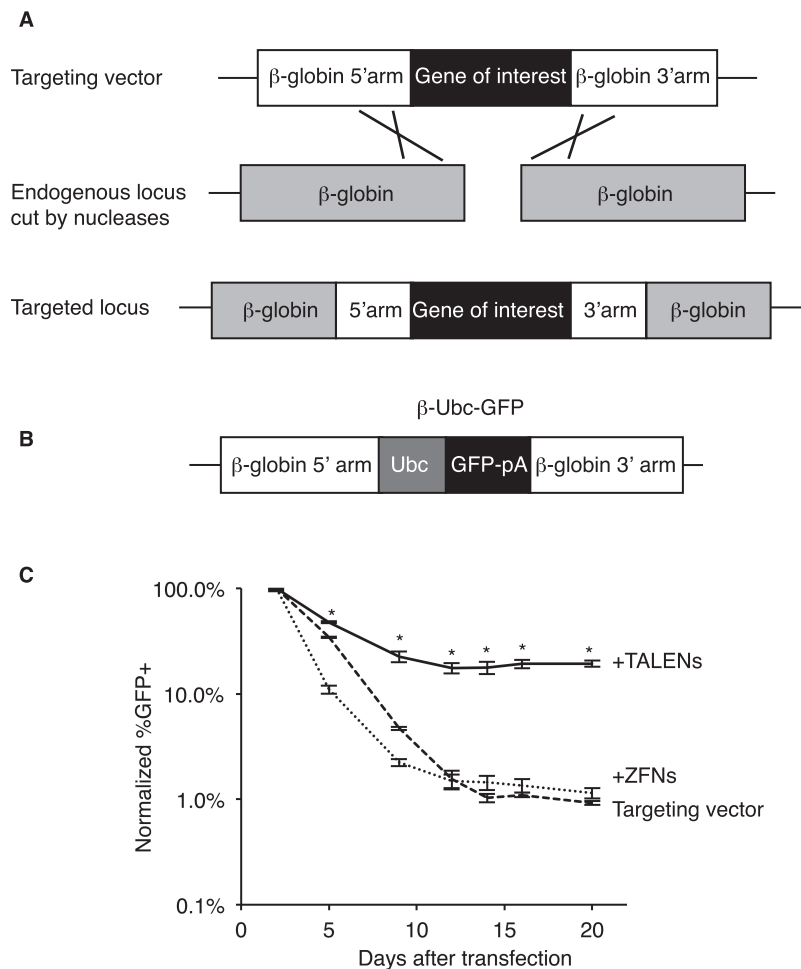 A
Targeting vector
β-globin 5'arm Gene of interest β-globin 3'arm
Endogenous locus
cut by nucleases
β-globin β-globin
Targeted locus
β-globin 5'arm Gene of interest 3'arm β-globin
β-Ubc-GFP
B
β-globin 5' arm Ubc GFP-pA β-globin 3' arm
C
Normalized %GFP+
100.0%
10.0%
1.0%
0.1%
* * * * * *
+TALENs
+ZFNs
Targeting vector
0 5 10 15 20
Days after transfection